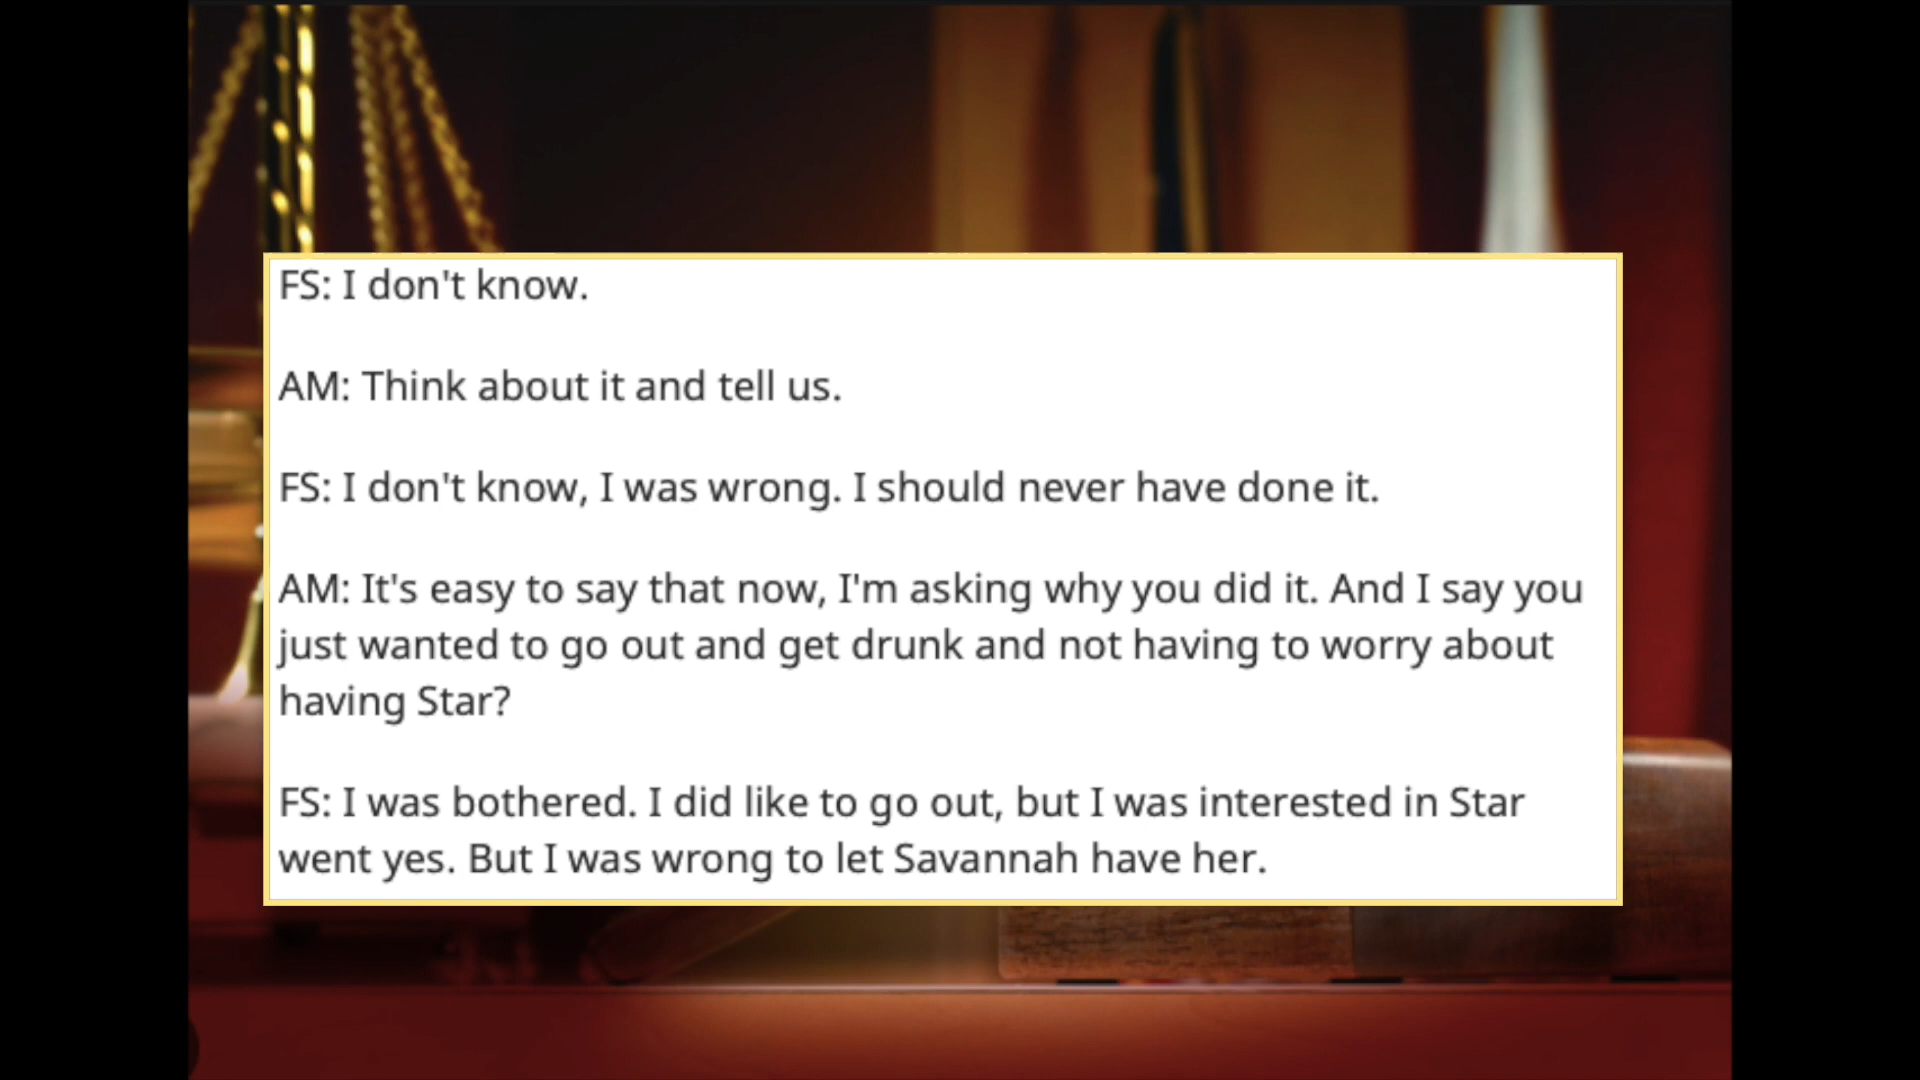 FS: I don't know.
AM: Think about it and tell us.
FS: I don't know, I was wrong. I should never have done it.
AM: It's easy to say that now, I'm asking why you did it. And I say you
just wanted to go out and get drunk and not having to worry about
having Star?
FS: I was bothered. I did like to go out, but I was interested in Star
went yes. But I was wrong to let Savannah have her.